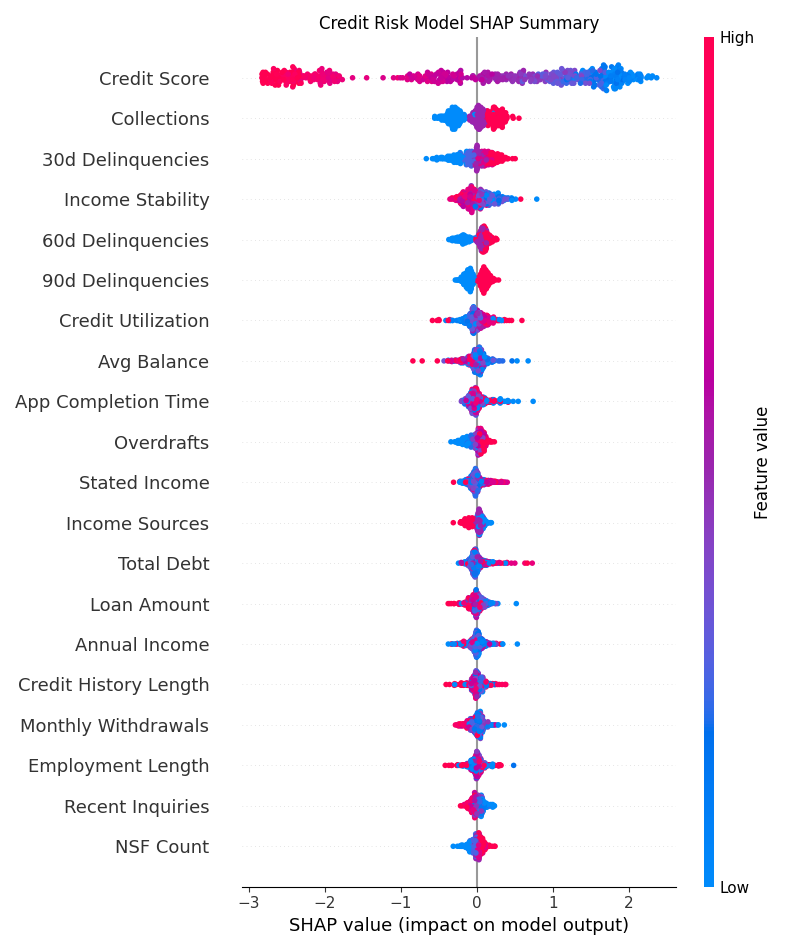 Credit Risk Model SHAP Summary
High
Credit Score
Collections
30d Delinquencies
Income Stability
60d Delinquencies
90d Delinquencies
Credit Utilization
Avg Balance
App Completion Time
Overdrafts
Stated Income
Income Sources
Total Debt
Loan Amount
Annual Income
Credit History Length
Monthly Withdrawals
Employment Length
Recent Inquiries
NSF Count
Feature value
Low
−3 −2 −1 0 1 2
SHAP value (impact on model output)